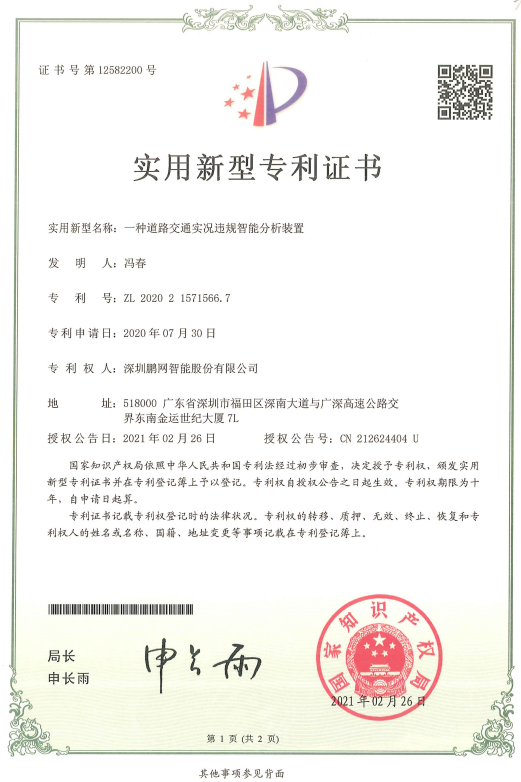 证书号第12582200号
实用新型专利证书
实用新型名称：一种道路交通实况违规智能分析装置
发明人：冯春
专利号：ZL 2020 2 1571566.7
专利申请日：2020年07月30日
专利权人：深圳鹏网智能股份有限公司
地址：518000 广东省深圳市福田区深南大道与广深高速公路交
界东南金运世纪大厦7L
授权公告日：2021年02月26日 授权公告号：CN 212624404 U
国家知识产权局依照中华人民共和国专利法经过初步审查，决定授予专利权，颁发实用
新型专利证书并在专利登记簿上予以登记。专利权自授权公告之日起生效。专利权期限为十
年，自申请日起算。
专利证书记载专利权登记时的法律状况。专利权的转移、质押、无效、终止、恢复和专
利权人的姓名或名称、国籍、地址变更等事项记载在专利登记簿上。
局长
申长雨
申长雨
国家知识产权局
2021年02月26日
第1页(共2页)
其他事项参见背面